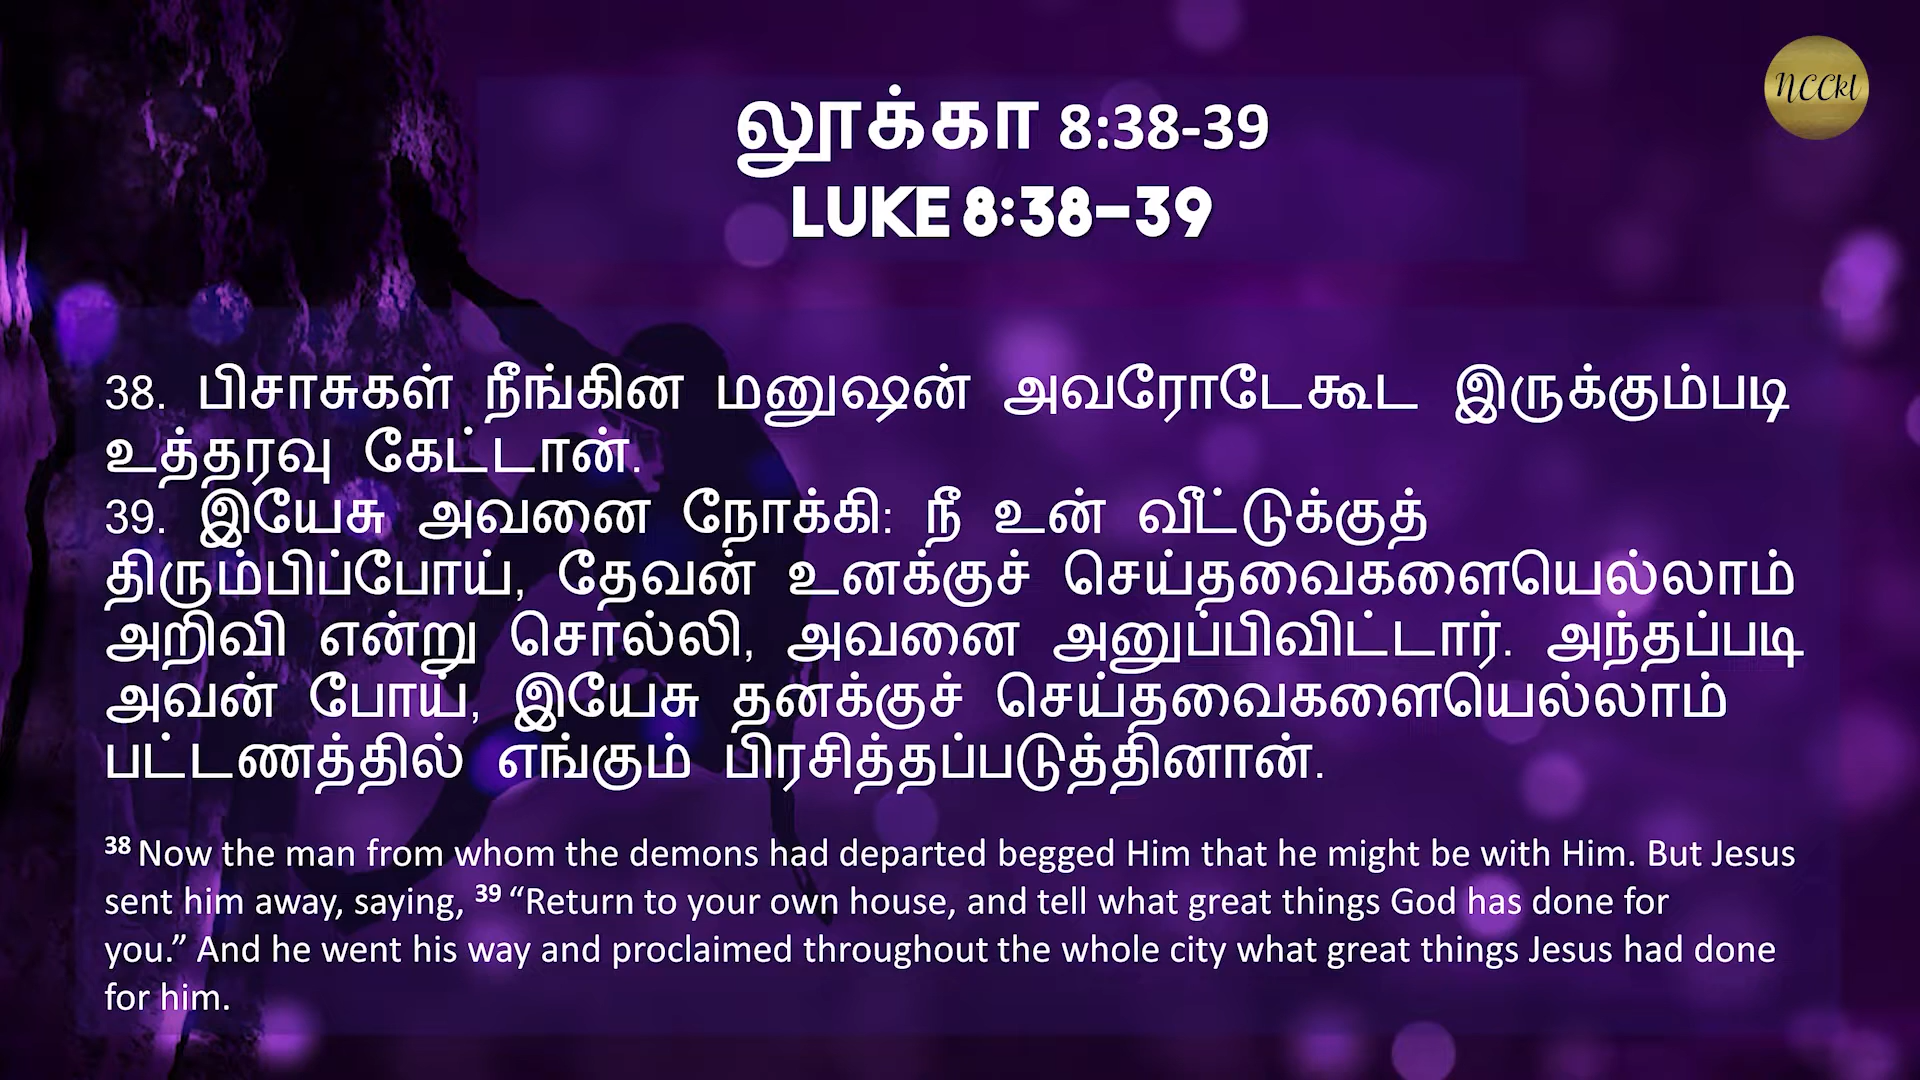 NCCkl
லூக்கா 8:38-39
LUKE 8:38-39
38. பிசாசுகள் நீங்கின மனுஷன் அவரோடேகூட இருக்கும்படி
உத்தரவு கேட்டான்.
39. இயேசு அவனை நோக்கி: நீ உன் வீட்டுக்குத்
திரும்பிப்போய், தேவன் உனக்குச் செய்தவைகளையெல்லாம்
அறிவி என்று சொல்லி, அவனை அனுப்பிவிட்டார். அந்தப்படி
அவன் போய், இயேசு தனக்குச் செய்தவைகளையெல்லாம்
பட்டணத்தில் எங்கும் பிரசித்தப்படுத்தினான்.
38 Now the man from whom the demons had departed begged Him that he might be with Him. But Jesus
sent him away, saying, 39 “Return to your own house, and tell what great things God has done for
you.” And he went his way and proclaimed throughout the whole city what great things Jesus had done
for him.